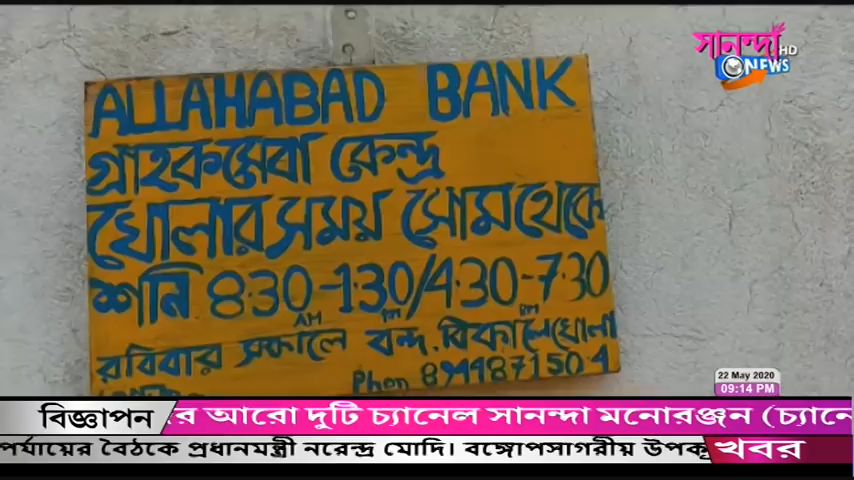 সানন্দা HD
NEWS
ALLAHABAD BANK
গ্রাহকসেবা কেন্দ্র
খোলার সময় সোম থেকে
শনি 8:30-1:30/4:30-7:30
AM PM PM
রবিবার সকালে বন্দ, বিকালে খোলা
Phon
22 May 2020
09:14 PM
বিজ্ঞাপন র আরো দুটি চ্যানেল সানন্দা মনোরঞ্জন (চ্যানে
পর্যায়ের বৈঠকে প্রধানমন্ত্রী নরেন্দ্র মোদি। বঙ্গোপসাগরীয় উপকূ খবর